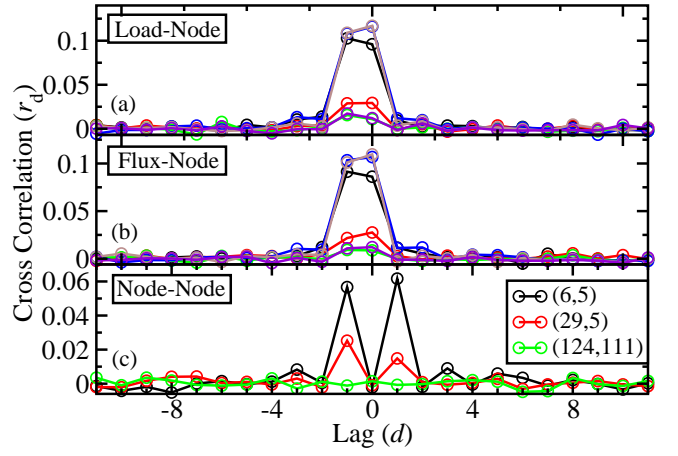 Cross Correlation (r_d)
0.1
0.05
0
Load-Node
(a)
0.1
0.05
0
Flux-Node
(b)
0.06
0.04
0.02
0
Node-Node
(c)
(6,5)
(29,5)
(124,111)
-8
-4
0
4
8
Lag (d)